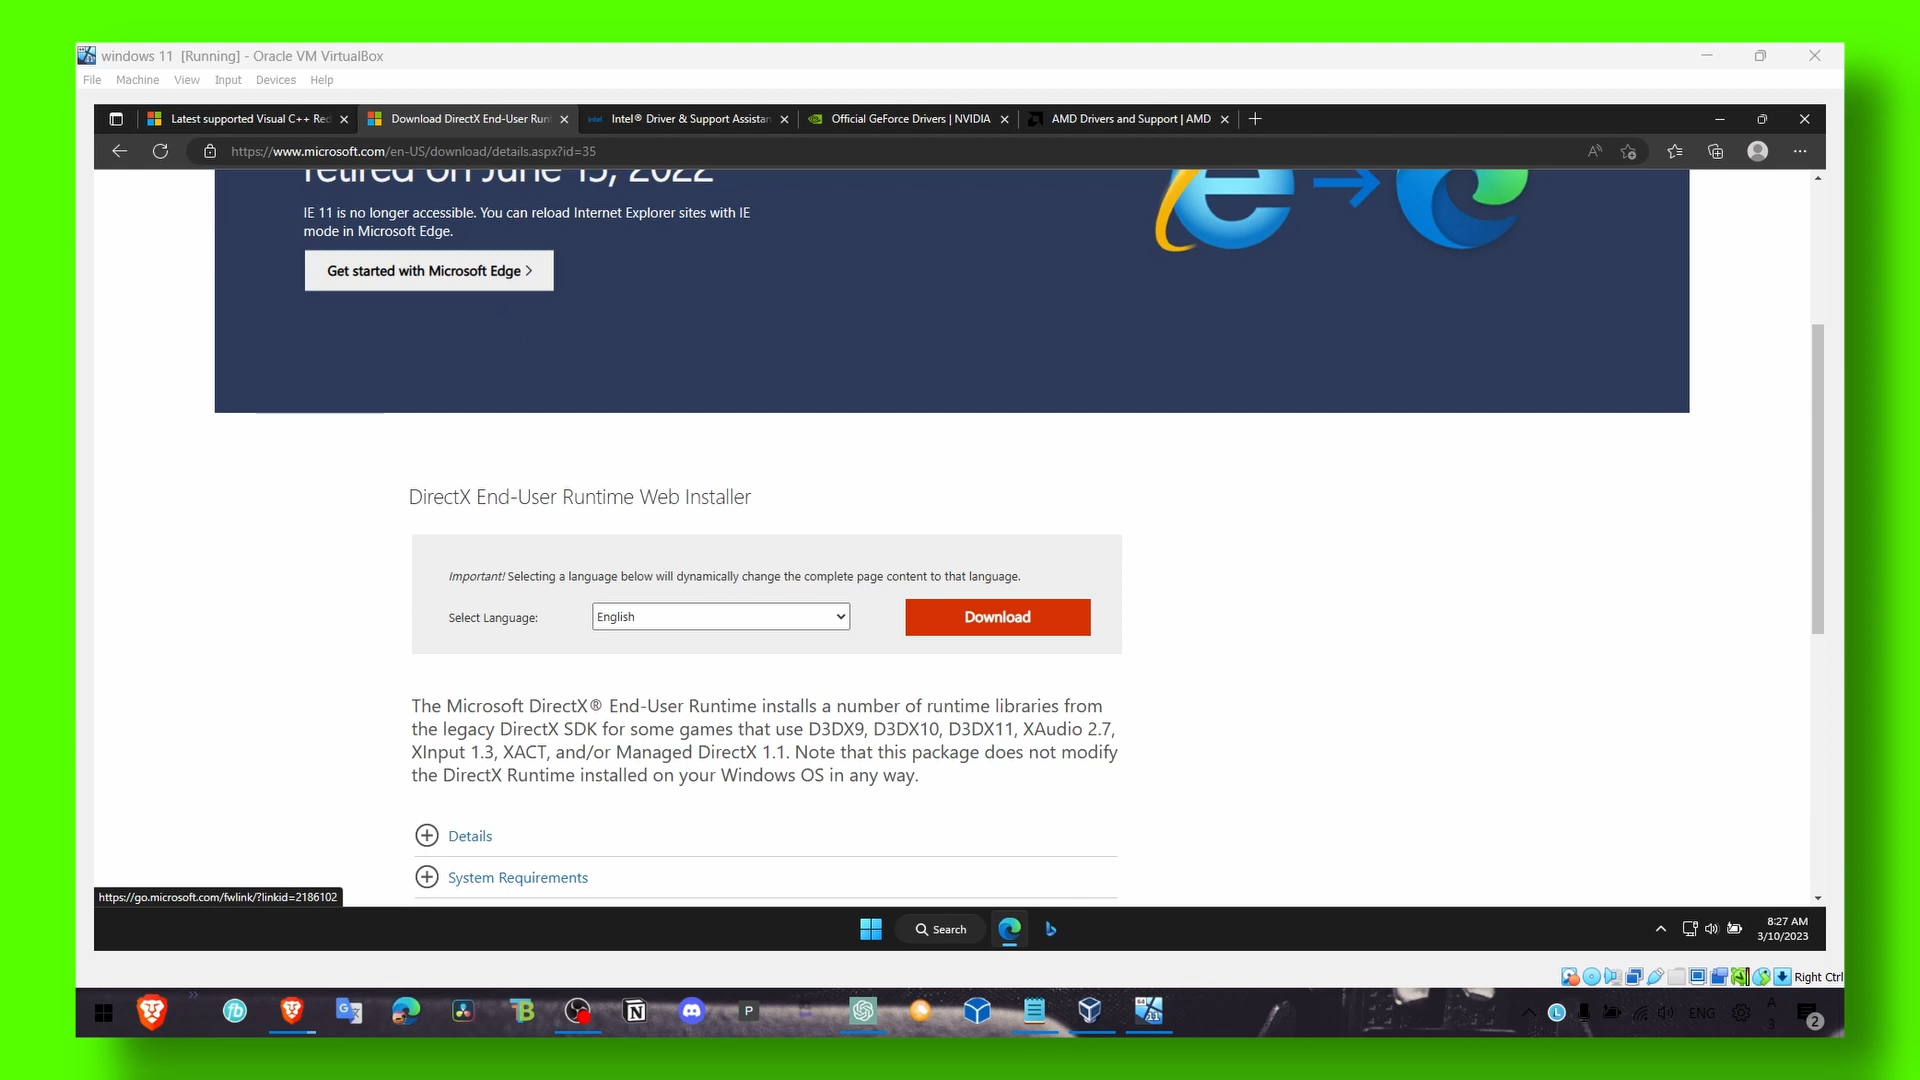 windows 11 [Running] - Oracle VM VirtualBox
File Machine View Input Devices Help
Latest supported Visual C++ Red
Download DirectX End-User Run
intel Intel® Driver & Support Assistan
Official GeForce Drivers | NVIDIA
AMD Drivers and Support | AMD
https://www.microsoft.com/en-US/download/details.aspx?id=35
retired on June 15, 2022
IE 11 is no longer accessible. You can reload Internet Explorer sites with IE
mode in Microsoft Edge.
Get started with Microsoft Edge >
DirectX End-User Runtime Web Installer
Important! Selecting a language below will dynamically change the complete page content to that language.
Select Language: English Download
The Microsoft DirectX® End-User Runtime installs a number of runtime libraries from
the legacy DirectX SDK for some games that use D3DX9, D3DX10, D3DX11, XAudio 2.7,
XInput 1.3, XACT, and/or Managed DirectX 1.1. Note that this package does not modify
the DirectX Runtime installed on your Windows OS in any way.
Details
System Requirements
https://go.microsoft.com/fwlink/?linkid=2186102
Search
8:27 AM
3/10/2023
Right Ctrl
ENG
2